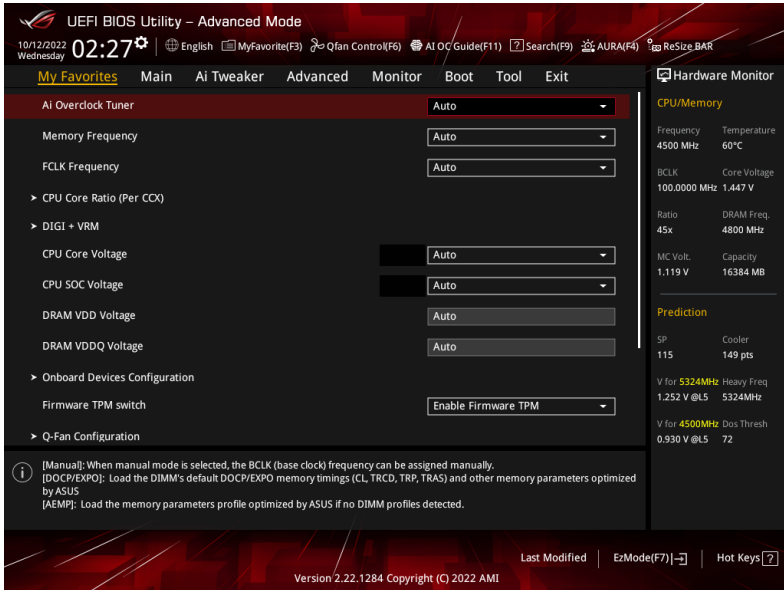 UEFI BIOS Utility – Advanced Mode
10/12/2022 Wednesday 02:27 English MyFavorite(F3) Qfan Control(F6) AI OC Guide(F11) ? Search(F9) AURA(F4) ReSize BAR
My Favorites Main Ai Tweaker Advanced Monitor Boot Tool Exit
Ai Overclock Tuner Auto
Memory Frequency Auto
FCLK Frequency Auto
> CPU Core Ratio (Per CCX)
> DIGI + VRM
CPU Core Voltage Auto
CPU SOC Voltage Auto
DRAM VDD Voltage Auto
DRAM VDDQ Voltage Auto
> Onboard Devices Configuration
Firmware TPM switch Enable Firmware TPM
> Q-Fan Configuration
[Manual]: When manual mode is selected, the BCLK (base clock) frequency can be assigned manually.
[DOCP/EXPO]: Load the DIMM's default DOCP/EXPO memory timings (CL, TRCD, TRP, TRAS) and other memory parameters optimized
by ASUS
[AEMP]: Load the memory parameters profile optimized by ASUS if no DIMM profiles detected.
Hardware Monitor
CPU/Memory
Frequency Temperature
4500 MHz 60°C
BCLK Core Voltage
100.0000 MHz 1.447 V
Ratio DRAM Freq.
45x 4800 MHz
MC Volt. Capacity
1.119 V 16384 MB
Prediction
SP Cooler
115 149 pts
V for 5324MHz Heavy Freq
1.252 V @L5 5324MHz
V for 4500MHz Dos Thresh
0.930 V @L5 72
Last Modified EzMode(F7) Hot Keys ?
Version 2.22.1284 Copyright (C) 2022 AMI